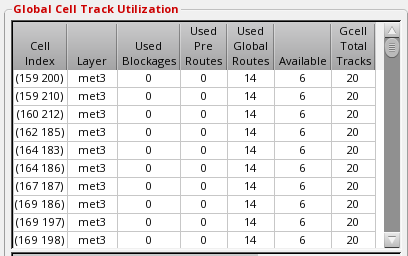 Global Cell Track Utilization
Cell Index Layer Used Blockages Used Pre Routes Used Global Routes Available Gcell Total Tracks
(159 200) met3 0 0 14 6 20
(159 210) met3 0 0 14 6 20
(160 212) met3 0 0 14 6 20
(162 185) met3 0 0 14 6 20
(164 183) met3 0 0 14 6 20
(164 186) met3 0 0 14 6 20
(167 187) met3 0 0 14 6 20
(169 186) met3 0 0 14 6 20
(169 197) met3 0 0 14 6 20
(169 198) met3 0 0 14 6 20